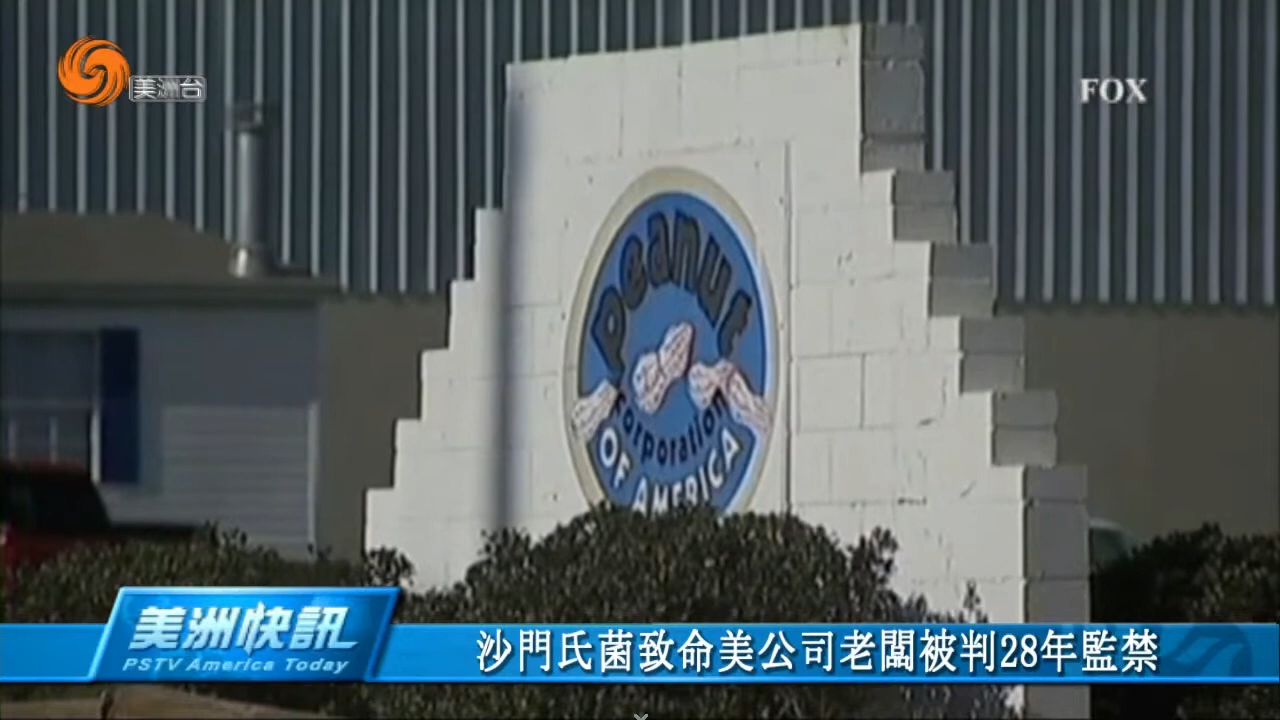 美洲台
FOX
peanut
corporation
OF AMERICA
美洲快訊
PSTV America Today
沙門氏菌致命美公司老闆被判28年監禁